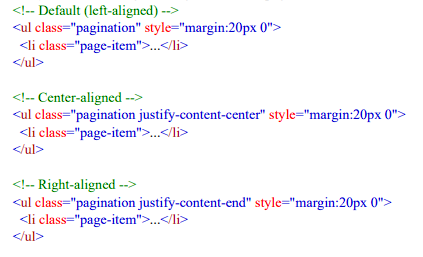 <!-- Default (left-aligned) -->
<ul class="pagination" style="margin:20px 0">
  <li class="page-item">...</li>
</ul>

<!-- Center-aligned -->
<ul class="pagination justify-content-center" style="margin:20px 0">
  <li class="page-item">...</li>
</ul>

<!-- Right-aligned -->
<ul class="pagination justify-content-end" style="margin:20px 0">
  <li class="page-item">...</li>
</ul>